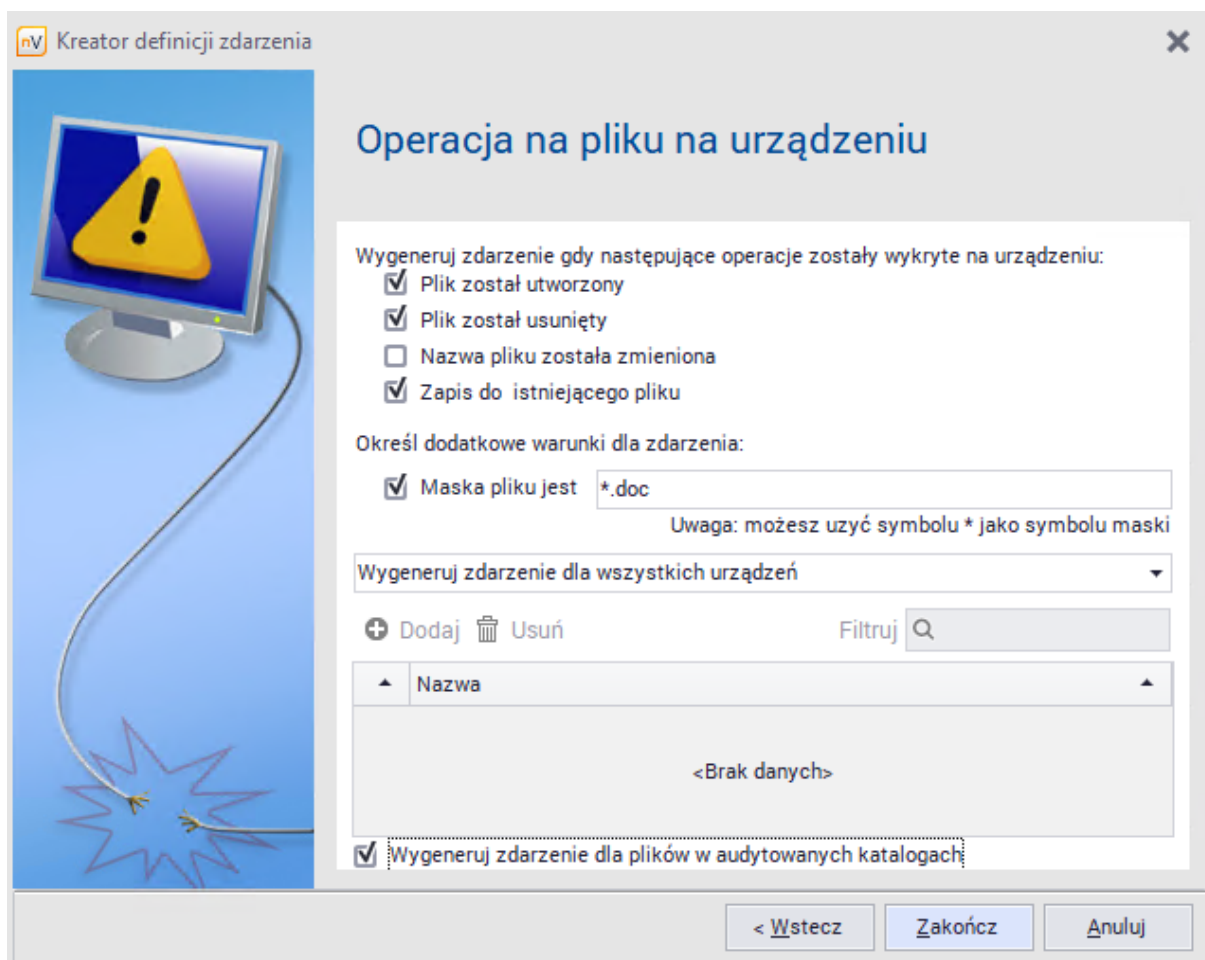 nV Kreator definicji zdarzenia
Operacja na pliku na urządzeniu
Wygeneruj zdarzenie gdy następujące operacje zostały wykryte na urządzeniu:
Plik został utworzony
Plik został usunięty
Nazwa pliku została zmieniona
Zapis do istniejącego pliku
Określ dodatkowe warunki dla zdarzenia:
Maska pliku jest *.doc
Uwaga: możesz uzyć symbolu * jako symbolu maski
Wygeneruj zdarzenie dla wszystkich urządzeń
Dodaj Usuń Filtruj
Nazwa
<Brak danych>
Wygeneruj zdarzenie dla plików w audytowanych katalogach
< Wstecz Zakończ Anuluj